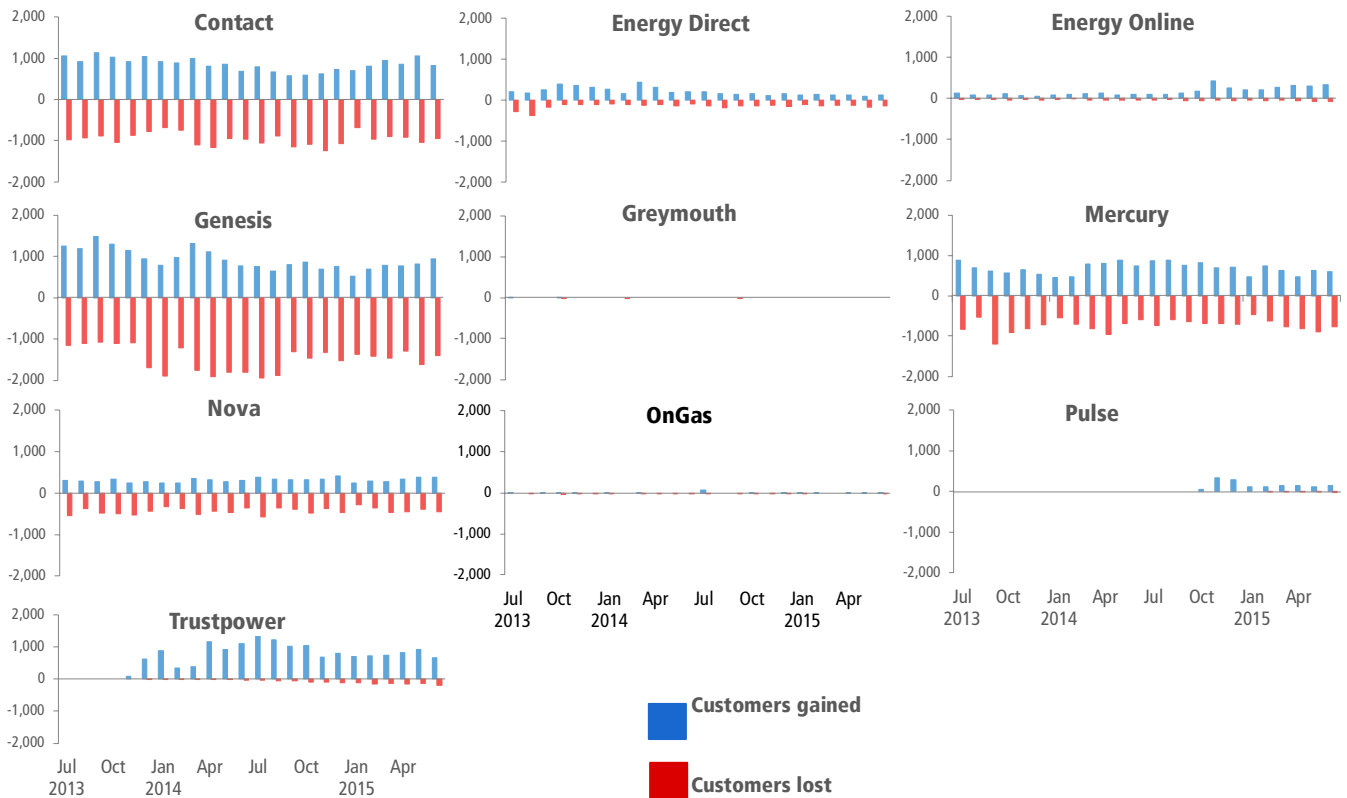 Contact
2,000
1,000
0
-1,000
-2,000
Energy Direct
2,000
1,000
0
-1,000
-2,000
Energy Online
2,000
1,000
0
-1,000
-2,000
Genesis
2,000
1,000
0
-1,000
-2,000
Greymouth
2,000
1,000
0
-1,000
-2,000
Mercury
2,000
1,000
0
-1,000
-2,000
Nova
2,000
1,000
0
-1,000
-2,000
OnGas
2,000
1,000
0
-1,000
-2,000
Jul Oct Jan Apr Jul Oct Jan Apr
2013 2014 2015
Pulse
2,000
1,000
0
-1,000
-2,000
Jul Oct Jan Apr Jul Oct Jan Apr
2013 2014 2015
Trustpower
2,000
1,000
0
-1,000
-2,000
Jul Oct Jan Apr Jul Oct Jan Apr
2013 2014 2015
Customers gained
Customers lost